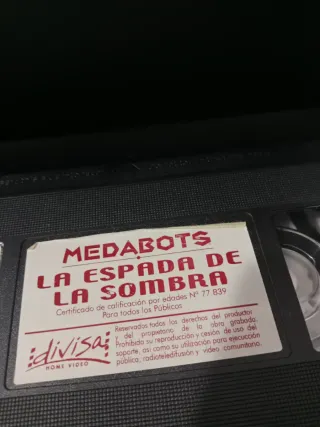 MEDABOTS
LA ESPADA DE
LA SOMBRA
Certificado de calificación por edades Nº 77.839
Para todos los Públicos
divisa
HOME VIDEO
Reservados todos los derechos del productor
y del propietario de la obra grabada.
Prohibida su reproducción y cesión de uso del
soporte, así como su utilización para ejecución
pública, radioteledifusión y video comunitario.